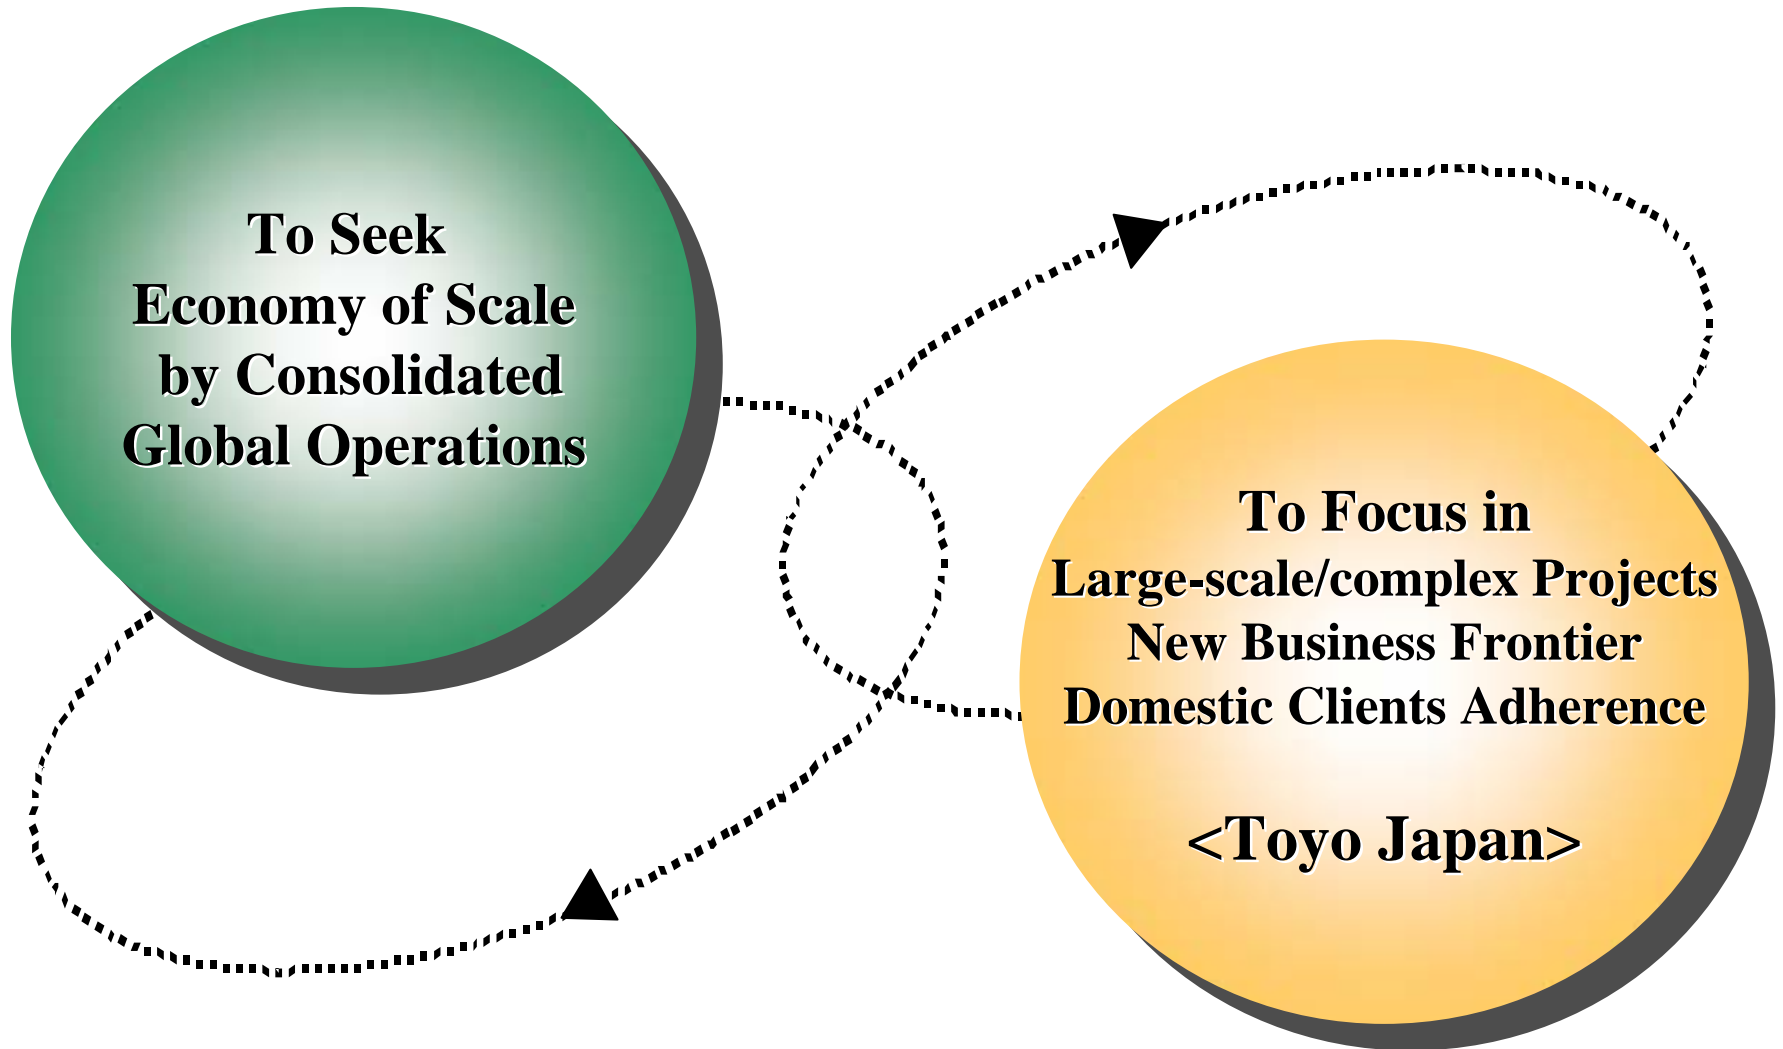 To Seek
Economy of Scale
by Consolidated
Global Operations
To Focus in
Large-scale/complex Projects
New Business Frontier
Domestic Clients Adherence
<Toyo Japan>